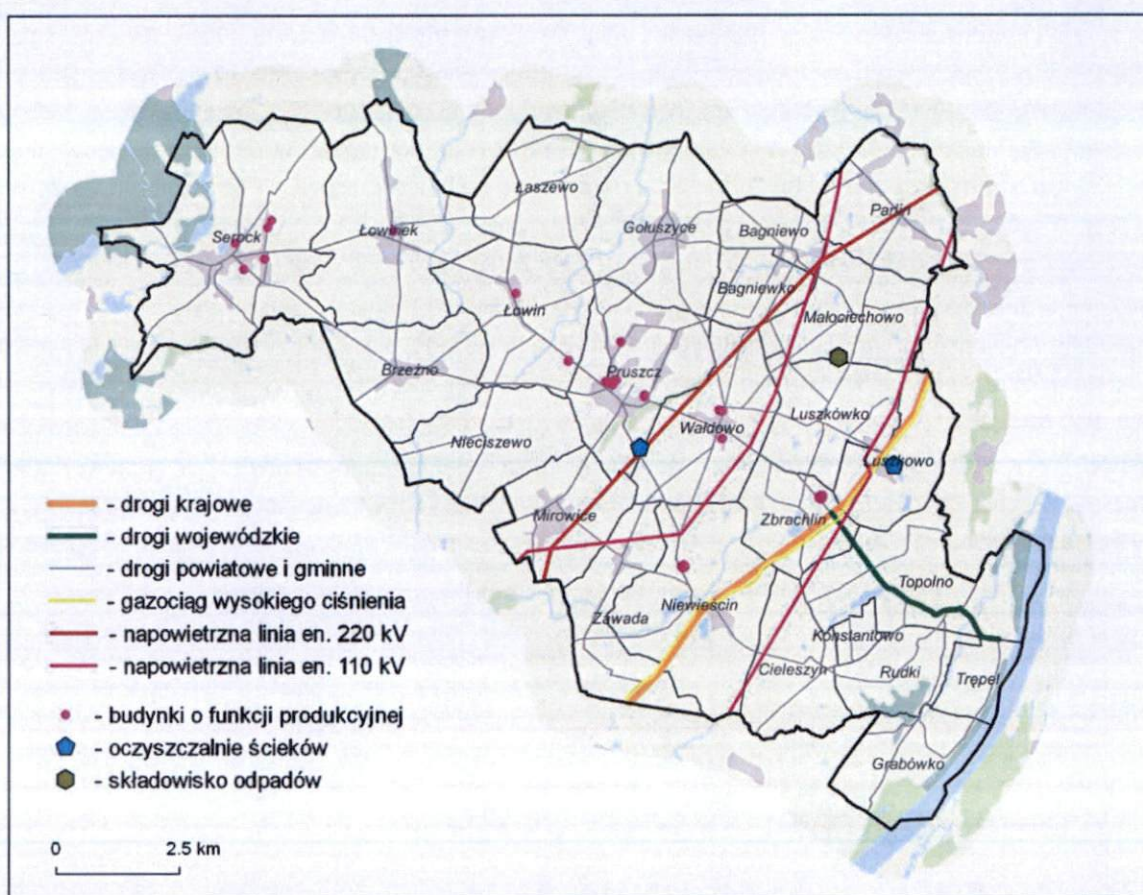 Łaszewo
Parlin
Serock
Łowinek
Gołuszyce
Bagniewo
Bagniewko
Łowin
Małociechowo
Brzeźno
Pruszcz
Luszkówko
Wałdowo
Nieciszewo
Luszkowo
Mirowice
Zbrachlin
Topolno
Niewieścin
Zawada
Konstantowo
Cieleszyn
Rudki
Trępel
Grabówko
- drogi krajowe
- drogi wojewódzkie
- drogi powiatowe i gminne
- gazociąg wysokiego ciśnienia
- napowietrzna linia en. 220 kV
- napowietrzna linia en. 110 kV
- budynki o funkcji produkcyjnej
- oczyszczalnie ścieków
- składowisko odpadów
0 2.5 km